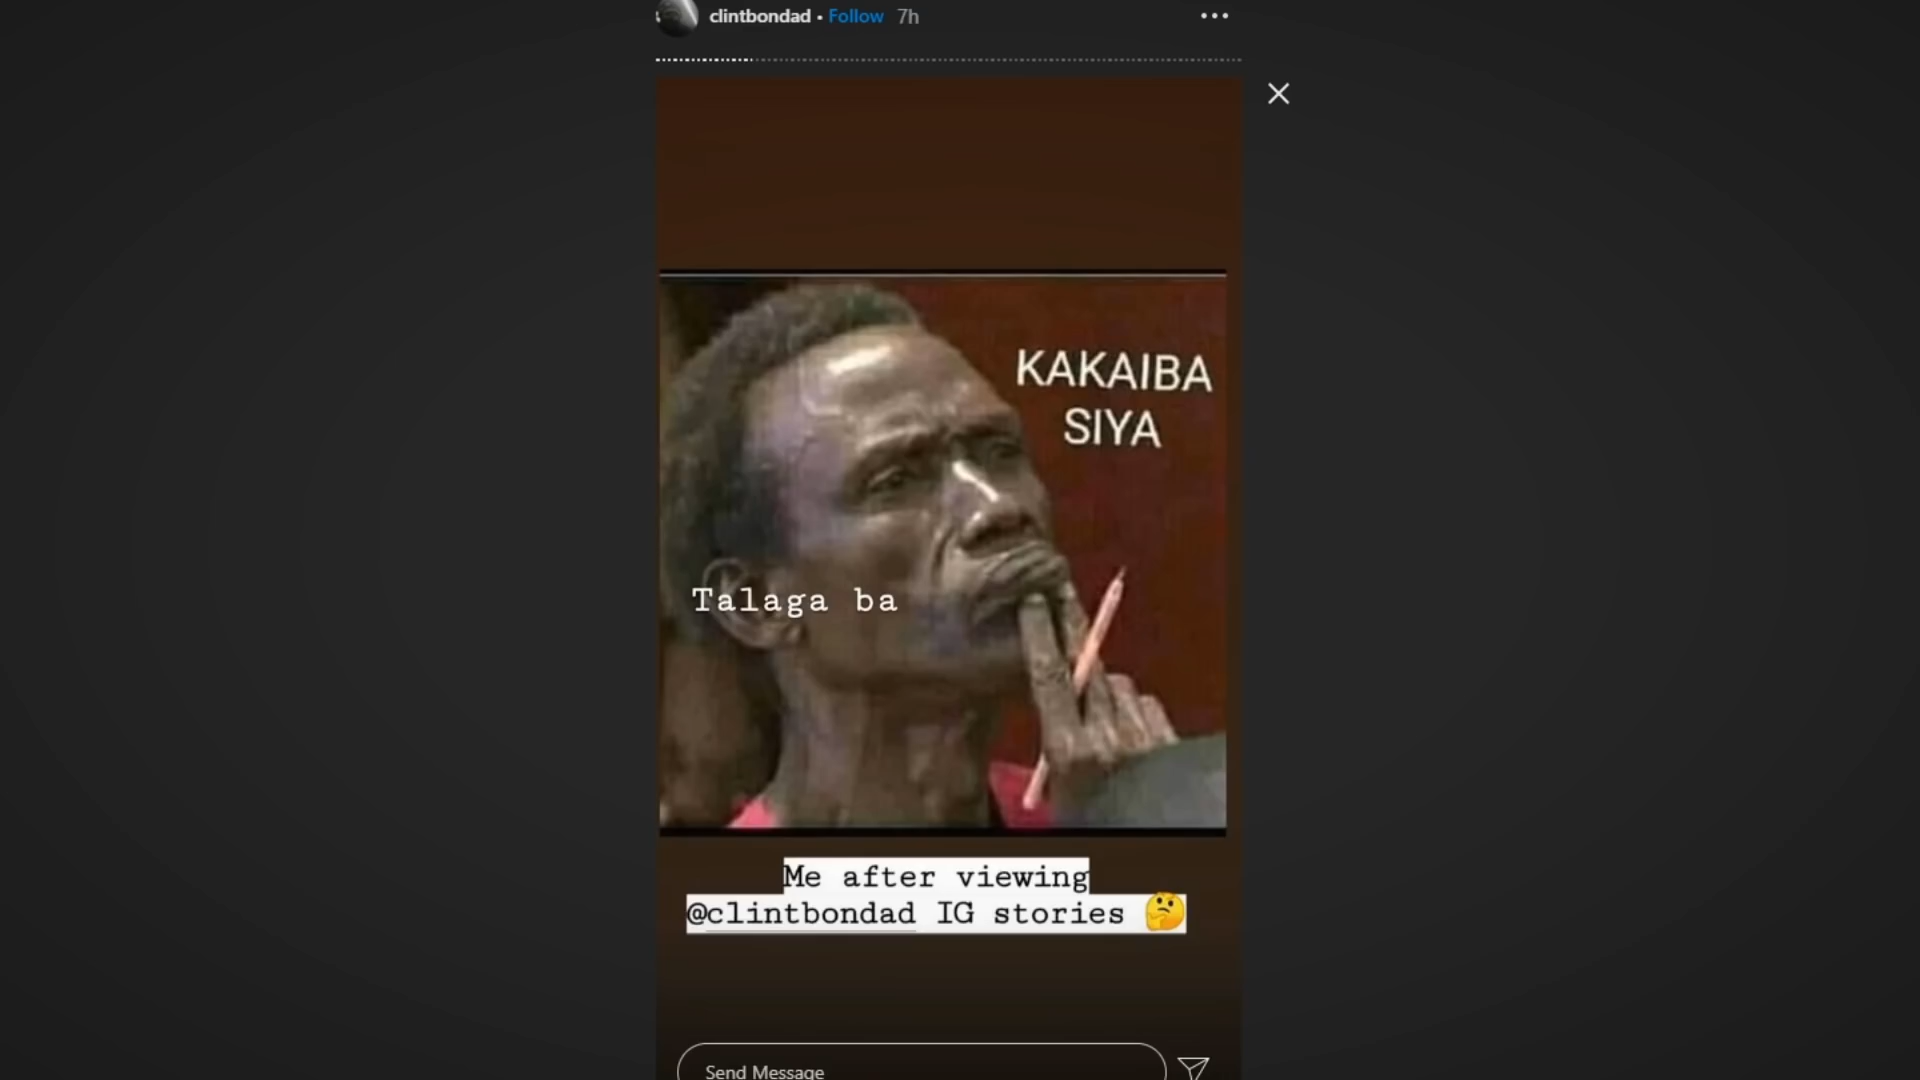 clintbondad • Follow 7h
KAKAIBA
SIYA
Talaga ba
Me after viewing
@clintbondad IG stories 🤔
Send Message